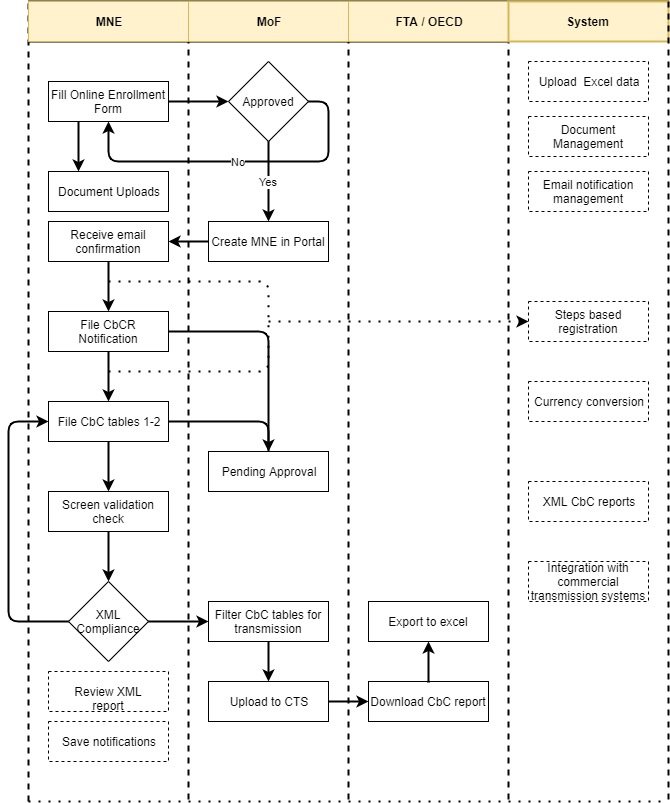 MNE
MoF
FTA / OECD
System
Fill Online Enrollment
Form
Approved
Upload Excel data
Document
Management
No
Yes
Document Uploads
Email notification
management
Receive email
confirmation
Create MNE in Portal
File CbCR
Notification
Steps based
registration
File CbC tables 1-2
Currency conversion
Pending Approval
Screen validation
check
XML CbC reports
Integration with
commercial
transmission systems
XML
Compliance
Filter CbC tables for
transmission
Export to excel
Review XML
report
Upload to CTS
Download CbC report
Save notifications